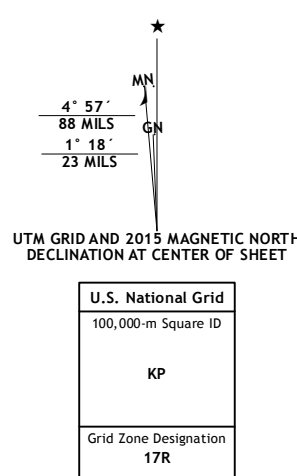 ★
MN
4° 57´
88 MILS
GN
1° 18´
23 MILS
UTM GRID AND 2015 MAGNETIC NORTH
DECLINATION AT CENTER OF SHEET
U.S. National Grid
100,000-m Square ID
KP
Grid Zone Designation
17R